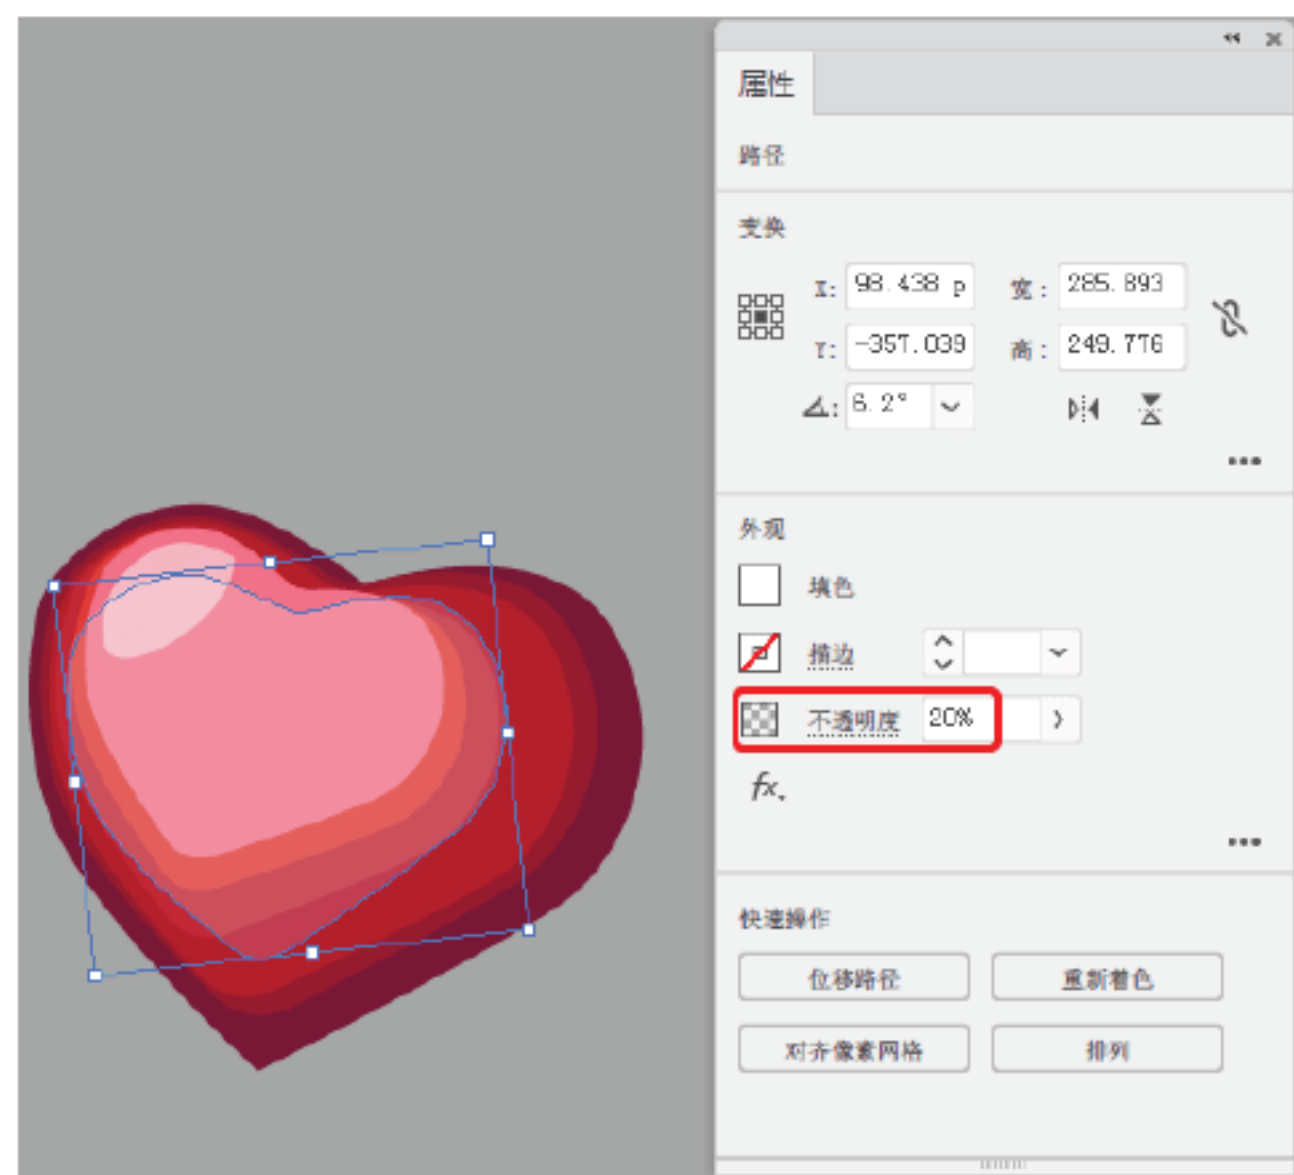 属性
路径
变换
X: 98.438 p 宽: 285.893
Y: -357.039 高: 249.776
6.2°
外观
填色
描边
不透明度 20%
fx.
快速操作
位移路径 重新着色
对齐像素网格 排列